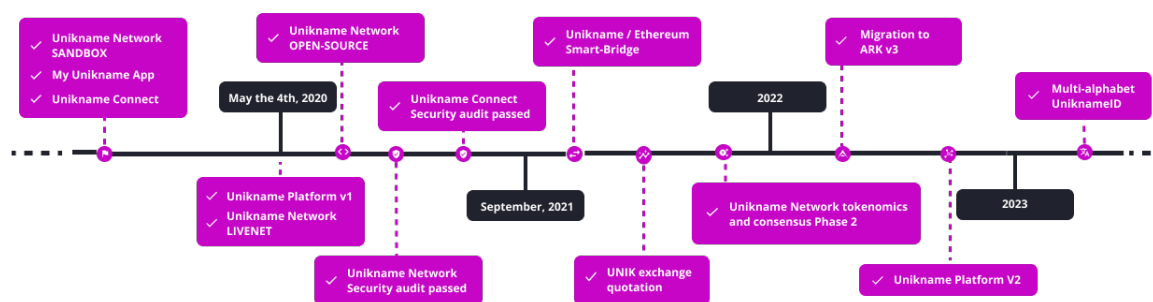 Unikname Network
SANDBOX
My Unikname App
Unikname Connect
May the 4th, 2020
Unikname Platform v1
Unikname Network
LIVENET
Unikname Network
OPEN-SOURCE
Unikname Network
Security audit passed
Unikname Connect
Security audit passed
September, 2021
Unikname / Ethereum
Smart-Bridge
UNIK exchange
quotation
Unikname Network tokenomics
and consensus Phase 2
2022
Migration to
ARK v3
Unikname Platform V2
2023
Multi-alphabet
UniknameID